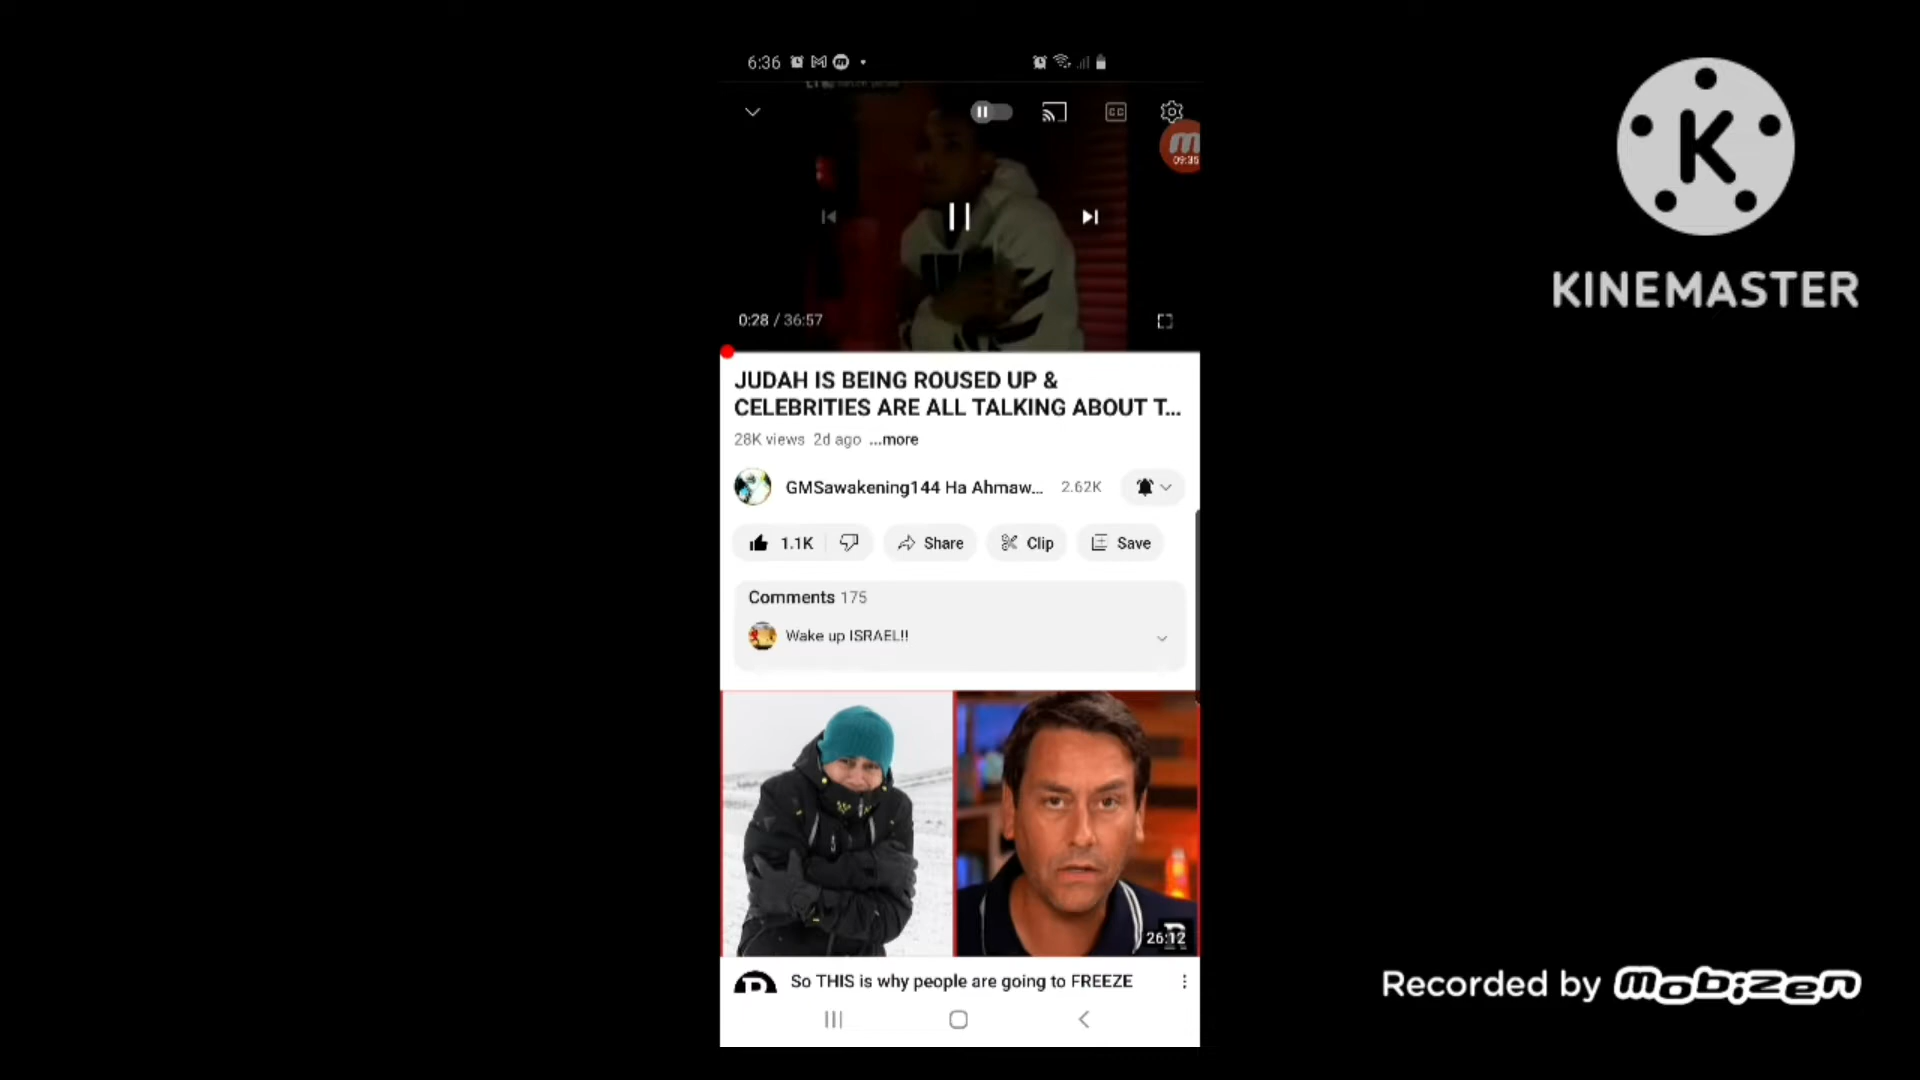 6:36
09:35
0:28 / 36:57
JUDAH IS BEING ROUSED UP &
CELEBRITIES ARE ALL TALKING ABOUT T...
28K views 2d ago ...more
GMSawakening144 Ha Ahmaw... 2.62K
1.1K Share Clip Save
Comments 175
Wake up ISRAEL!!
26:12
So THIS is why people are going to FREEZE
K
KINEMASTER
Recorded by mobizen